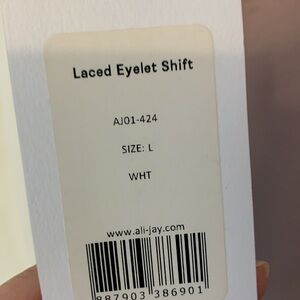 Laced Eyelet Shift
AJ01-424
SIZE: L
WHT
www.ali-jay.com
887903 386901